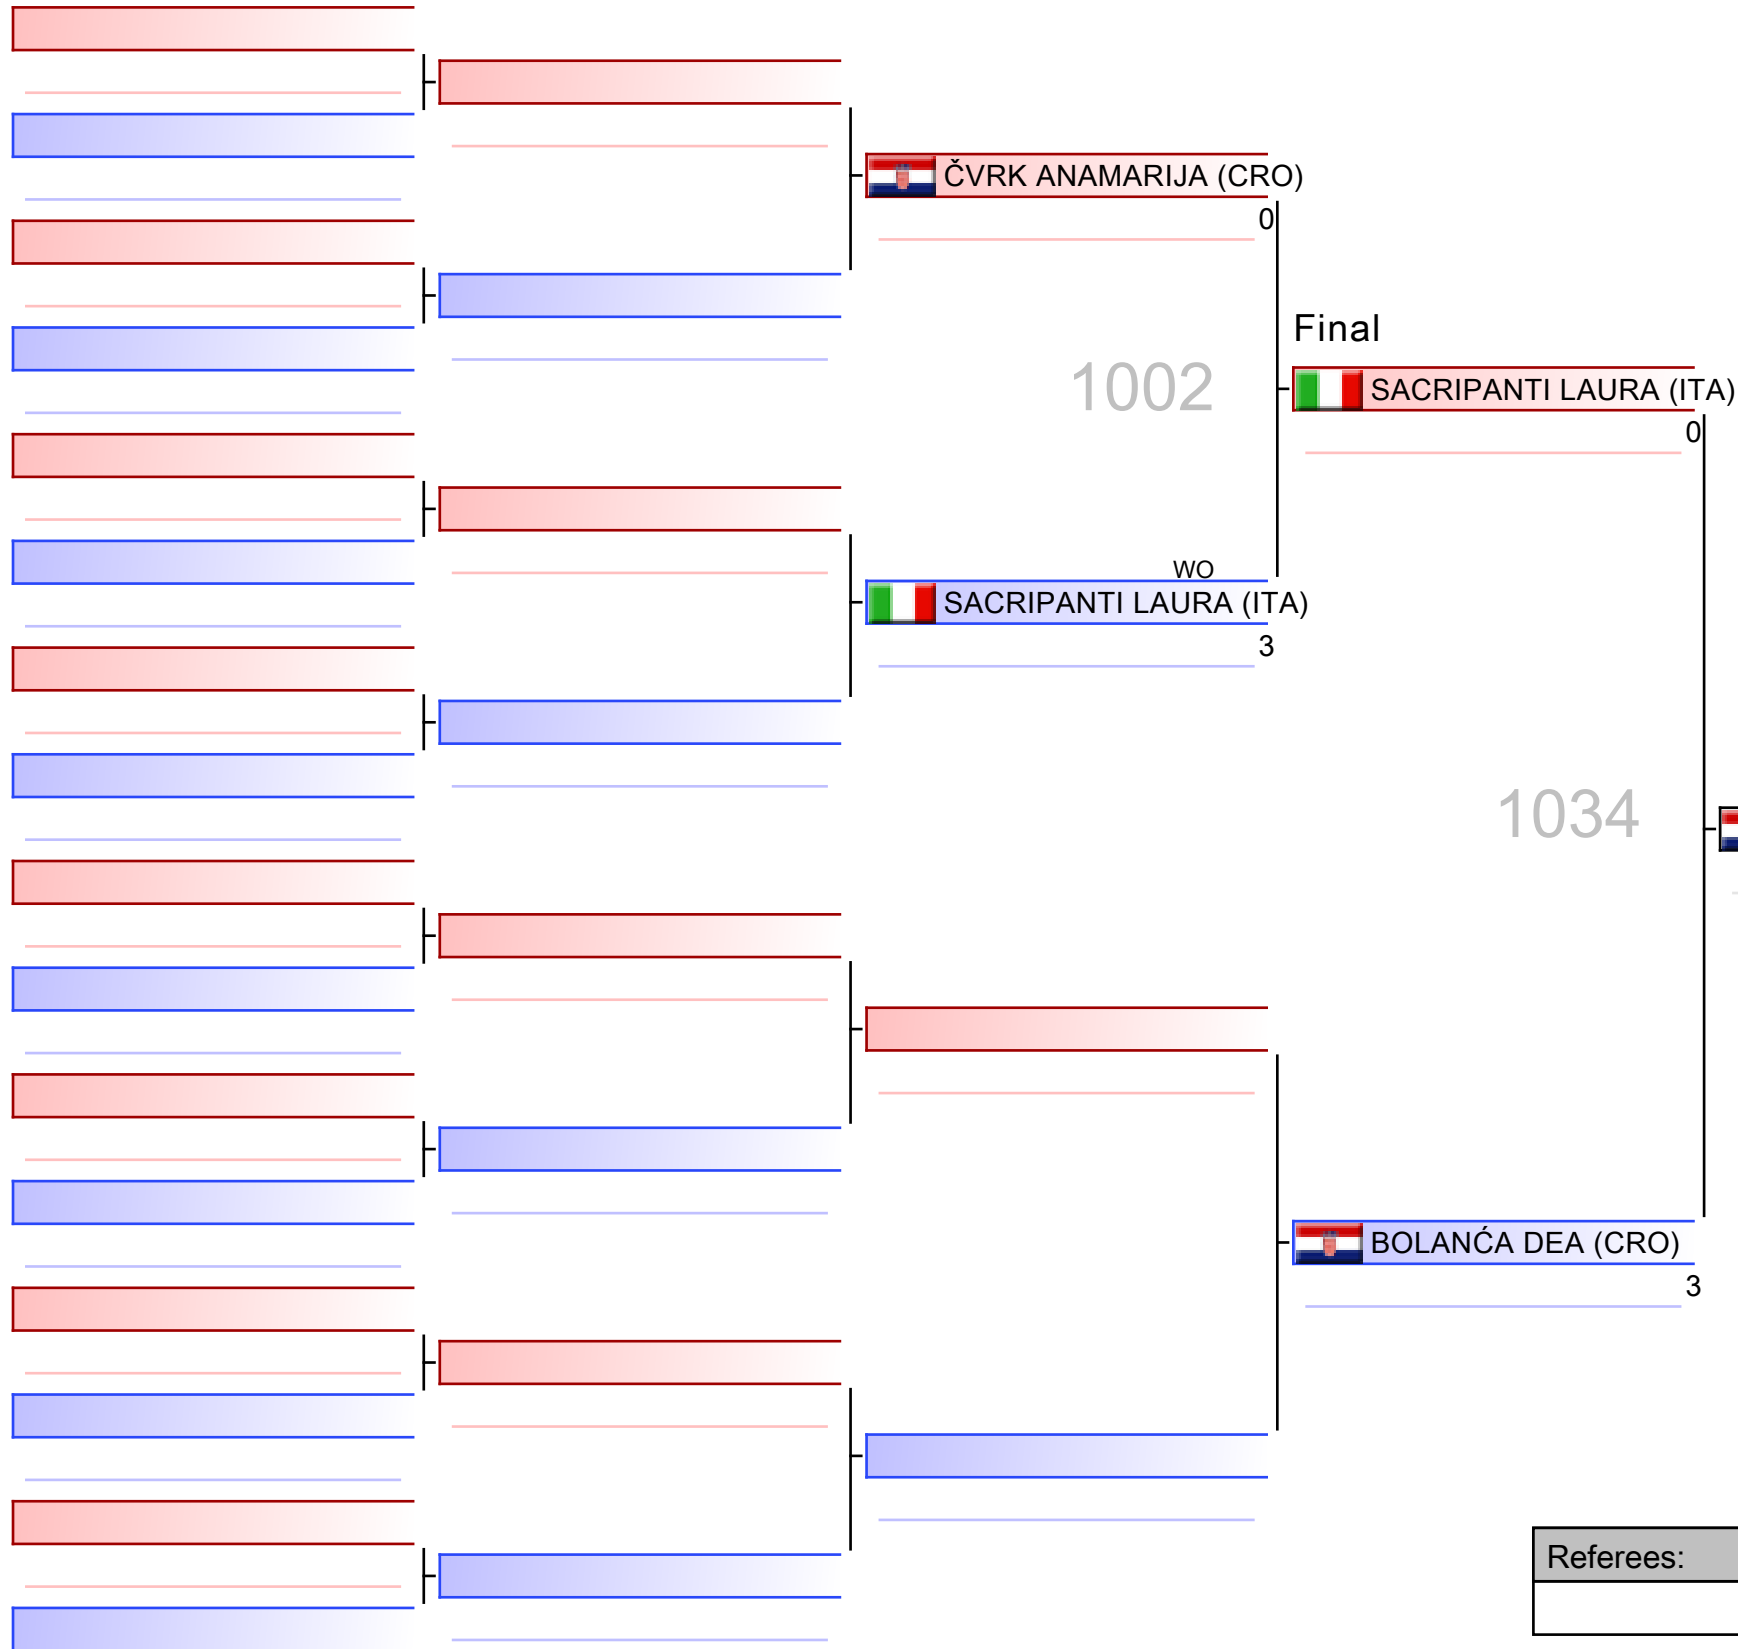 ČVRK ANAMARIJA (CRO)
0
Final
1002
SACRIPANTI LAURA (ITA)
0
WO
SACRIPANTI LAURA (ITA)
3
1034
BOLANĆA DEA (CRO)
3
Referees: